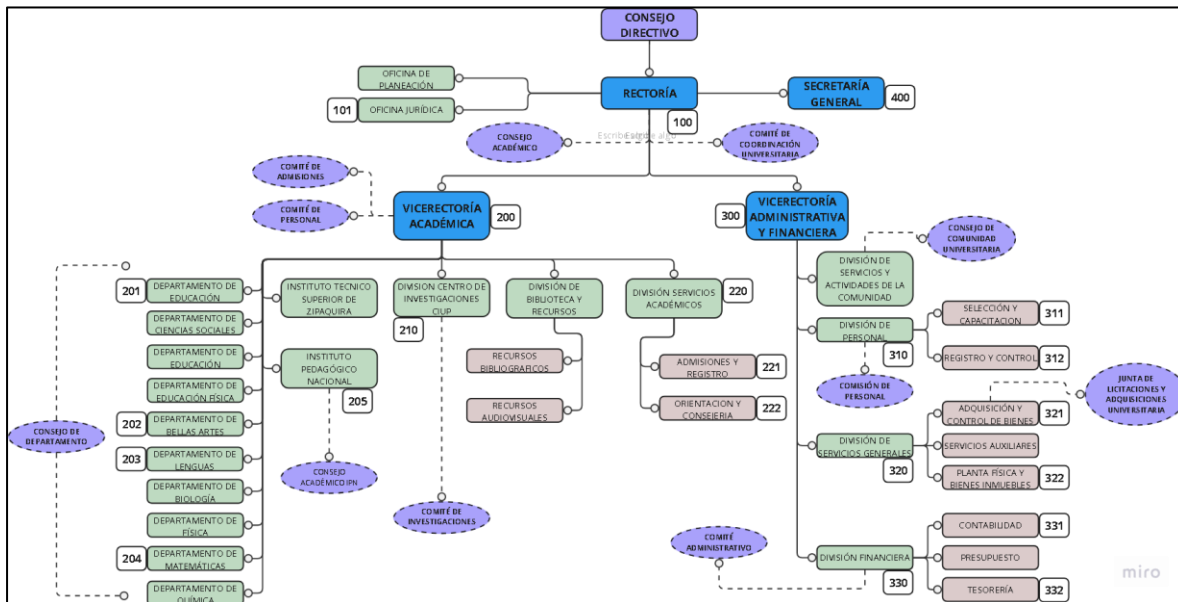 CONSEJO
DIRECTIVO
OFICINA DE
PLANEACIÓN
101
OFICINA JURÍDICA
RECTORÍA
100
SECRETARÍA
GENERAL
400
CONSEJO
ACADÉMICO
COMITÉ DE
COORDINACIÓN
UNIVERSITARIA
COMITÉ DE
ADMISIONES
COMITÉ DE
PERSONAL
VICERECTORÍA
ACADÉMICA
200
300
VICERECTORÍA
ADMINISTRATIVA
Y FINANCIERA
CONSEJO DE
COMUNIDAD
UNIVERSITARIA
CONSEJO DE
DEPARTAMENTO
201
DEPARTAMENTO DE
EDUCACIÓN
DEPARTAMENTO DE
CIENCIAS SOCIALES
DEPARTAMENTO DE
EDUCACIÓN
DEPARTAMENTO DE
EDUCACIÓN FÍSICA
202
DEPARTAMENTO DE
BELLAS ARTES
203
DEPARTAMENTO DE
LENGUAS
DEPARTAMENTO DE
BIOLOGÍA
DEPARTAMENTO DE
FÍSICA
204
DEPARTAMENTO DE
MATEMÁTICAS
DEPARTAMENTO DE
QUÍMICA
INSTITUTO TECNICO
SUPERIOR DE
ZIPAQUIRA
INSTITUTO
PEDAGÓGICO
NACIONAL
205
CONSEJO
ACADÉMICO IPN
DIVISION CENTRO DE
INVESTIGACIONES
CIUP
210
COMITÉ DE
INVESTIGACIONES
DIVISIÓN DE
BIBLIOTECA Y
RECURSOS
RECURSOS
BIBLIOGRAFICOS
RECURSOS
AUDIOVISUALES
DIVISIÓN SERVICIOS
ACADÉMICOS
220
ADMISIONES Y
REGISTRO
221
ORIENTACION Y
CONSEJERIA
222
DIVISIÓN DE
SERVICIOS Y
ACTIVIDADES DE LA
COMUNIDAD
DIVISIÓN DE
PERSONAL
310
SELECCIÓN Y
CAPACITACION
311
REGISTRO Y CONTROL
312
COMISIÓN DE
PERSONAL
JUNTA DE
LICITACIONES Y
ADQUISICIONES
UNIVERSITARIA
DIVISIÓN DE
SERVICIOS GENERALES
320
ADQUISICIÓN Y
CONTROL DE BIENES
321
SERVICIOS AUXILIARES
PLANTA FÍSICA Y
BIENES INMUEBLES
322
COMITÉ
ADMINISTRATIVO
DIVISIÓN FINANCIERA
330
CONTABILIDAD
331
PRESUPUESTO
TESORERÍA
332
miro